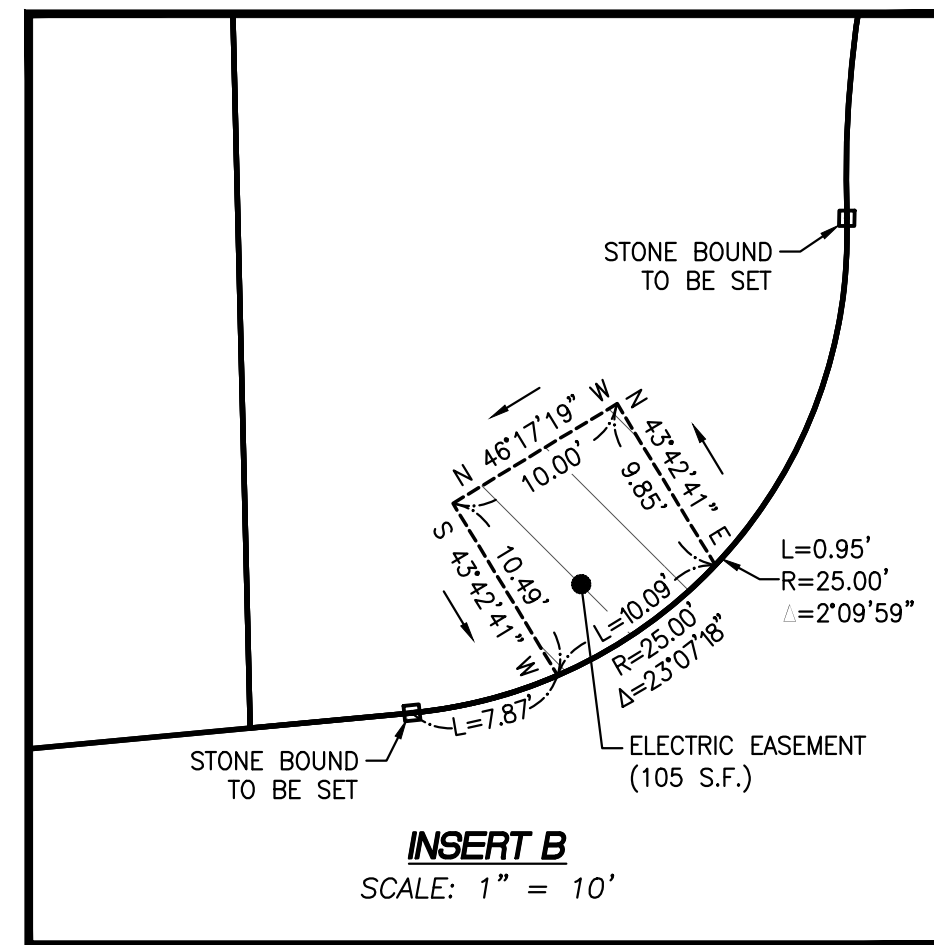 STONE BOUND
TO BE SET
N 46°17'19" W
10.00'
N 43°42'41" E
9.85'
S 43°42'41" W
10.49'
L=10.09'
R=25.00'
Δ=23°07'18"
L=0.95'
R=25.00'
Δ=2°09'59"
L=7.87'
STONE BOUND
TO BE SET
ELECTRIC EASEMENT
(105 S.F.)
INSERT B
SCALE: 1" = 10'